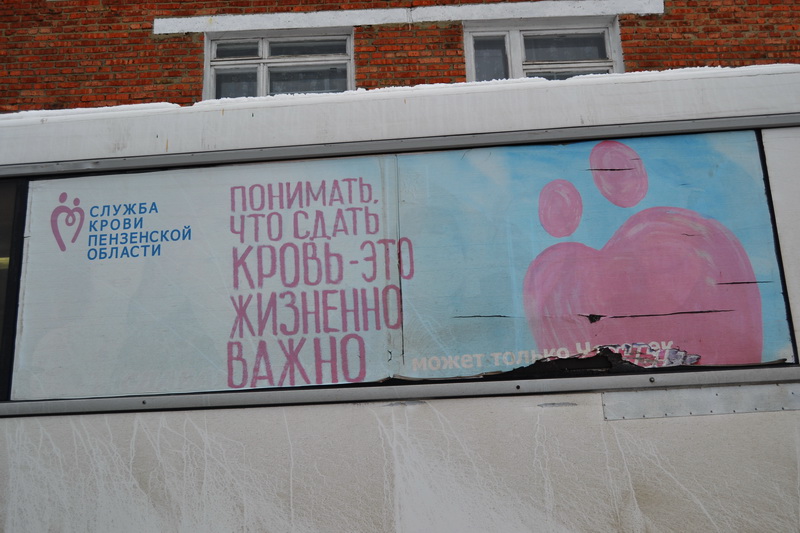 СЛУЖБА
КРОВИ
ПЕНЗЕНСКОЙ
ОБЛАСТИ
ПОНИМАТЬ,
ЧТО СДАТЬ
КРОВЬ-ЭТО
ЖИЗНЕННО
ВАЖНО
может только